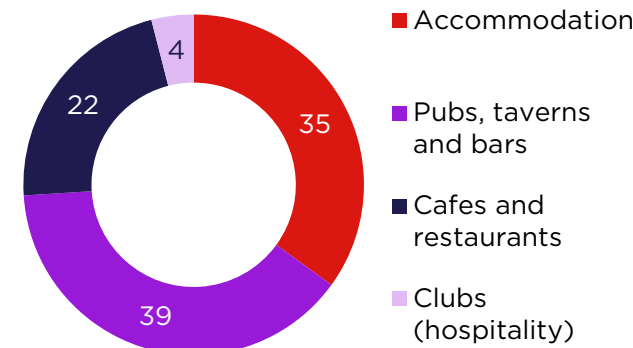 4
22
35
39
Accommodation
Pubs, taverns
and bars
Cafes and
restaurants
Clubs
(hospitality)